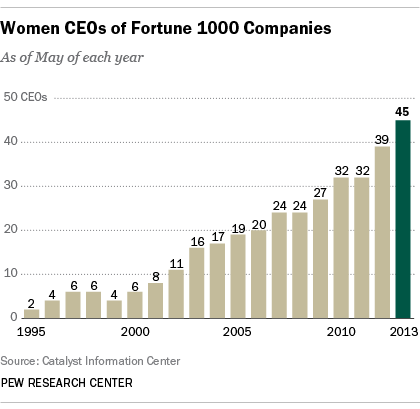 Women CEOs of Fortune 1000 Companies
As of May of each year
50 CEOs
45
40
39
32 32
30
27
24 24
20
19 20
16 17
11
10
8
6 6 6
4 4
2
0
1995 2000 2005 2010 2013
Source: Catalyst Information Center
PEW RESEARCH CENTER